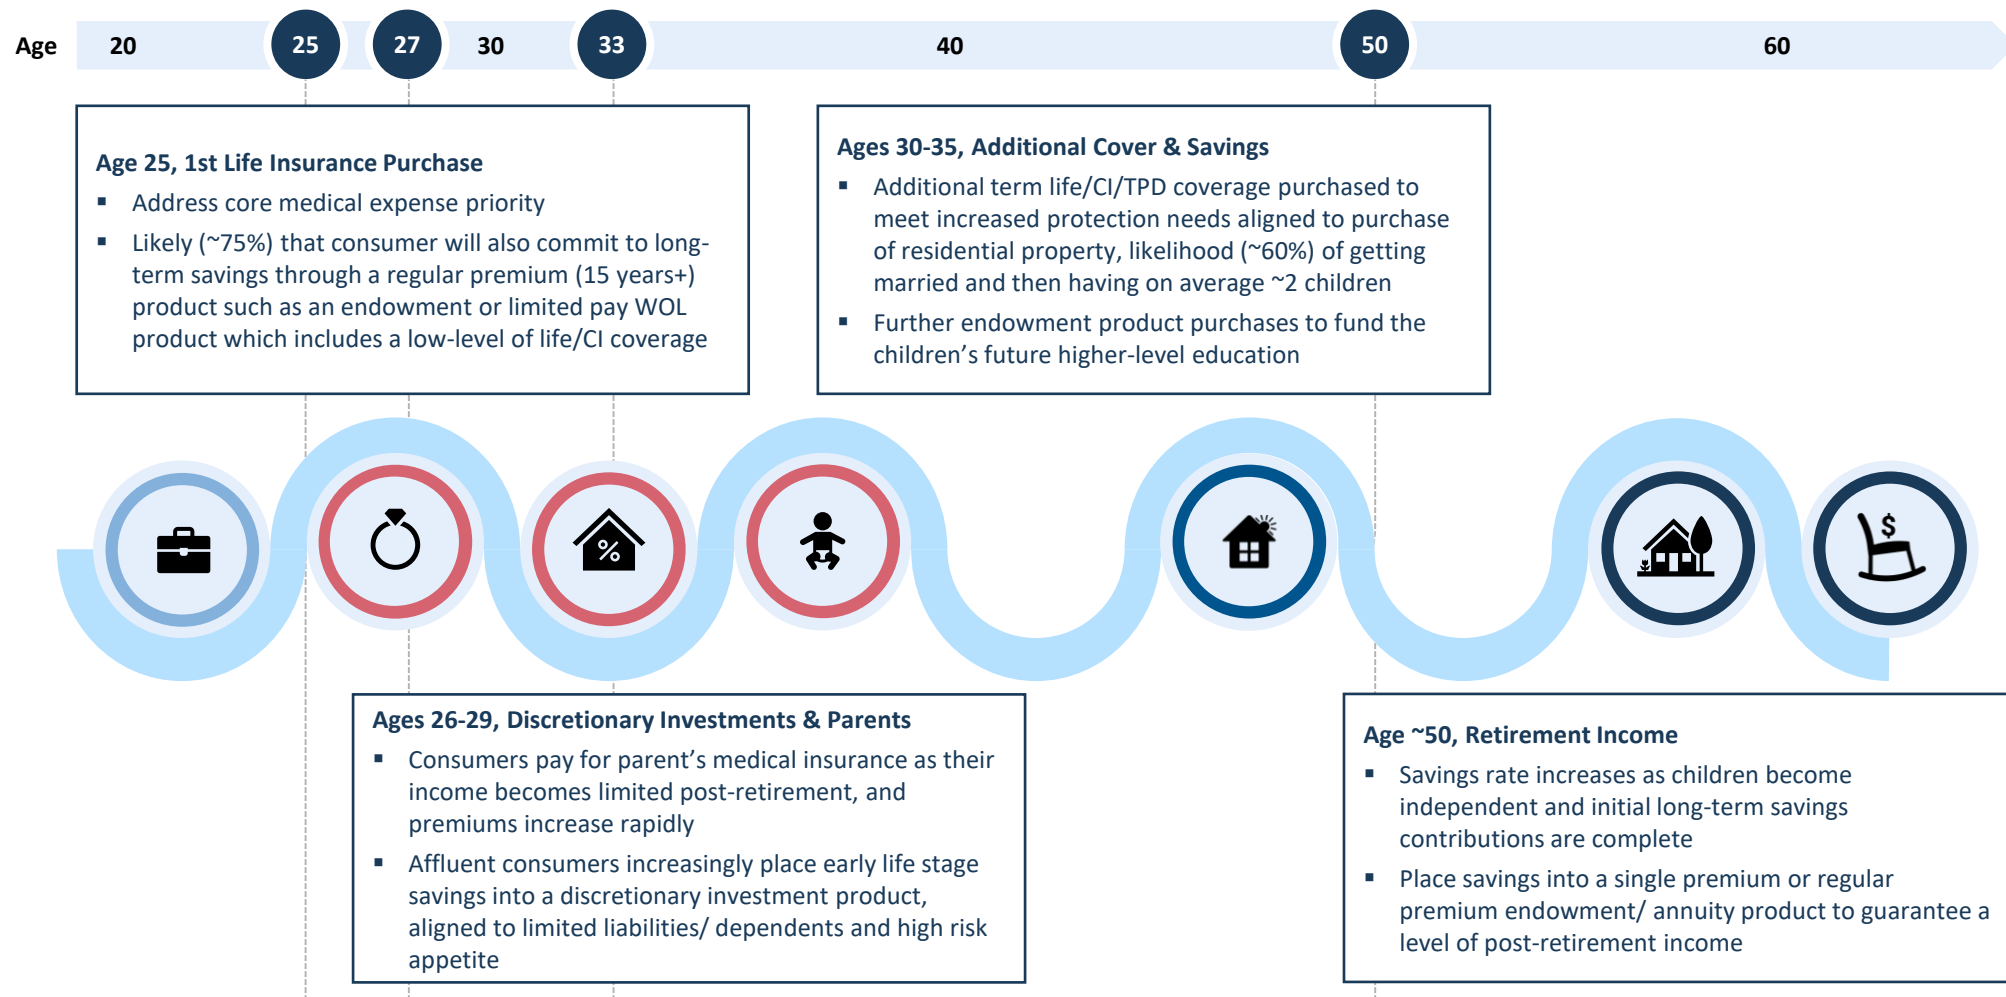 Age 20 25 27 30 33 40 50 60
Age 25, 1st Life Insurance Purchase
▪ Address core medical expense priority
▪ Likely (~75%) that consumer will also commit to long-
term savings through a regular premium (15 years+)
product such as an endowment or limited pay WOL
product which includes a low-level of life/CI coverage
Ages 30-35, Additional Cover & Savings
▪ Additional term life/CI/TPD coverage purchased to
meet increased protection needs aligned to purchase
of residential property, likelihood (~60%) of getting
married and then having on average ~2 children
▪ Further endowment product purchases to fund the
children’s future higher-level education
%
$
Ages 26-29, Discretionary Investments & Parents
▪ Consumers pay for parent’s medical insurance as their
income becomes limited post-retirement, and
premiums increase rapidly
▪ Affluent consumers increasingly place early life stage
savings into a discretionary investment product,
aligned to limited liabilities/ dependents and high risk
appetite
Age ~50, Retirement Income
▪ Savings rate increases as children become
independent and initial long-term savings
contributions are complete
▪ Place savings into a single premium or regular
premium endowment/ annuity product to guarantee a
level of post-retirement income